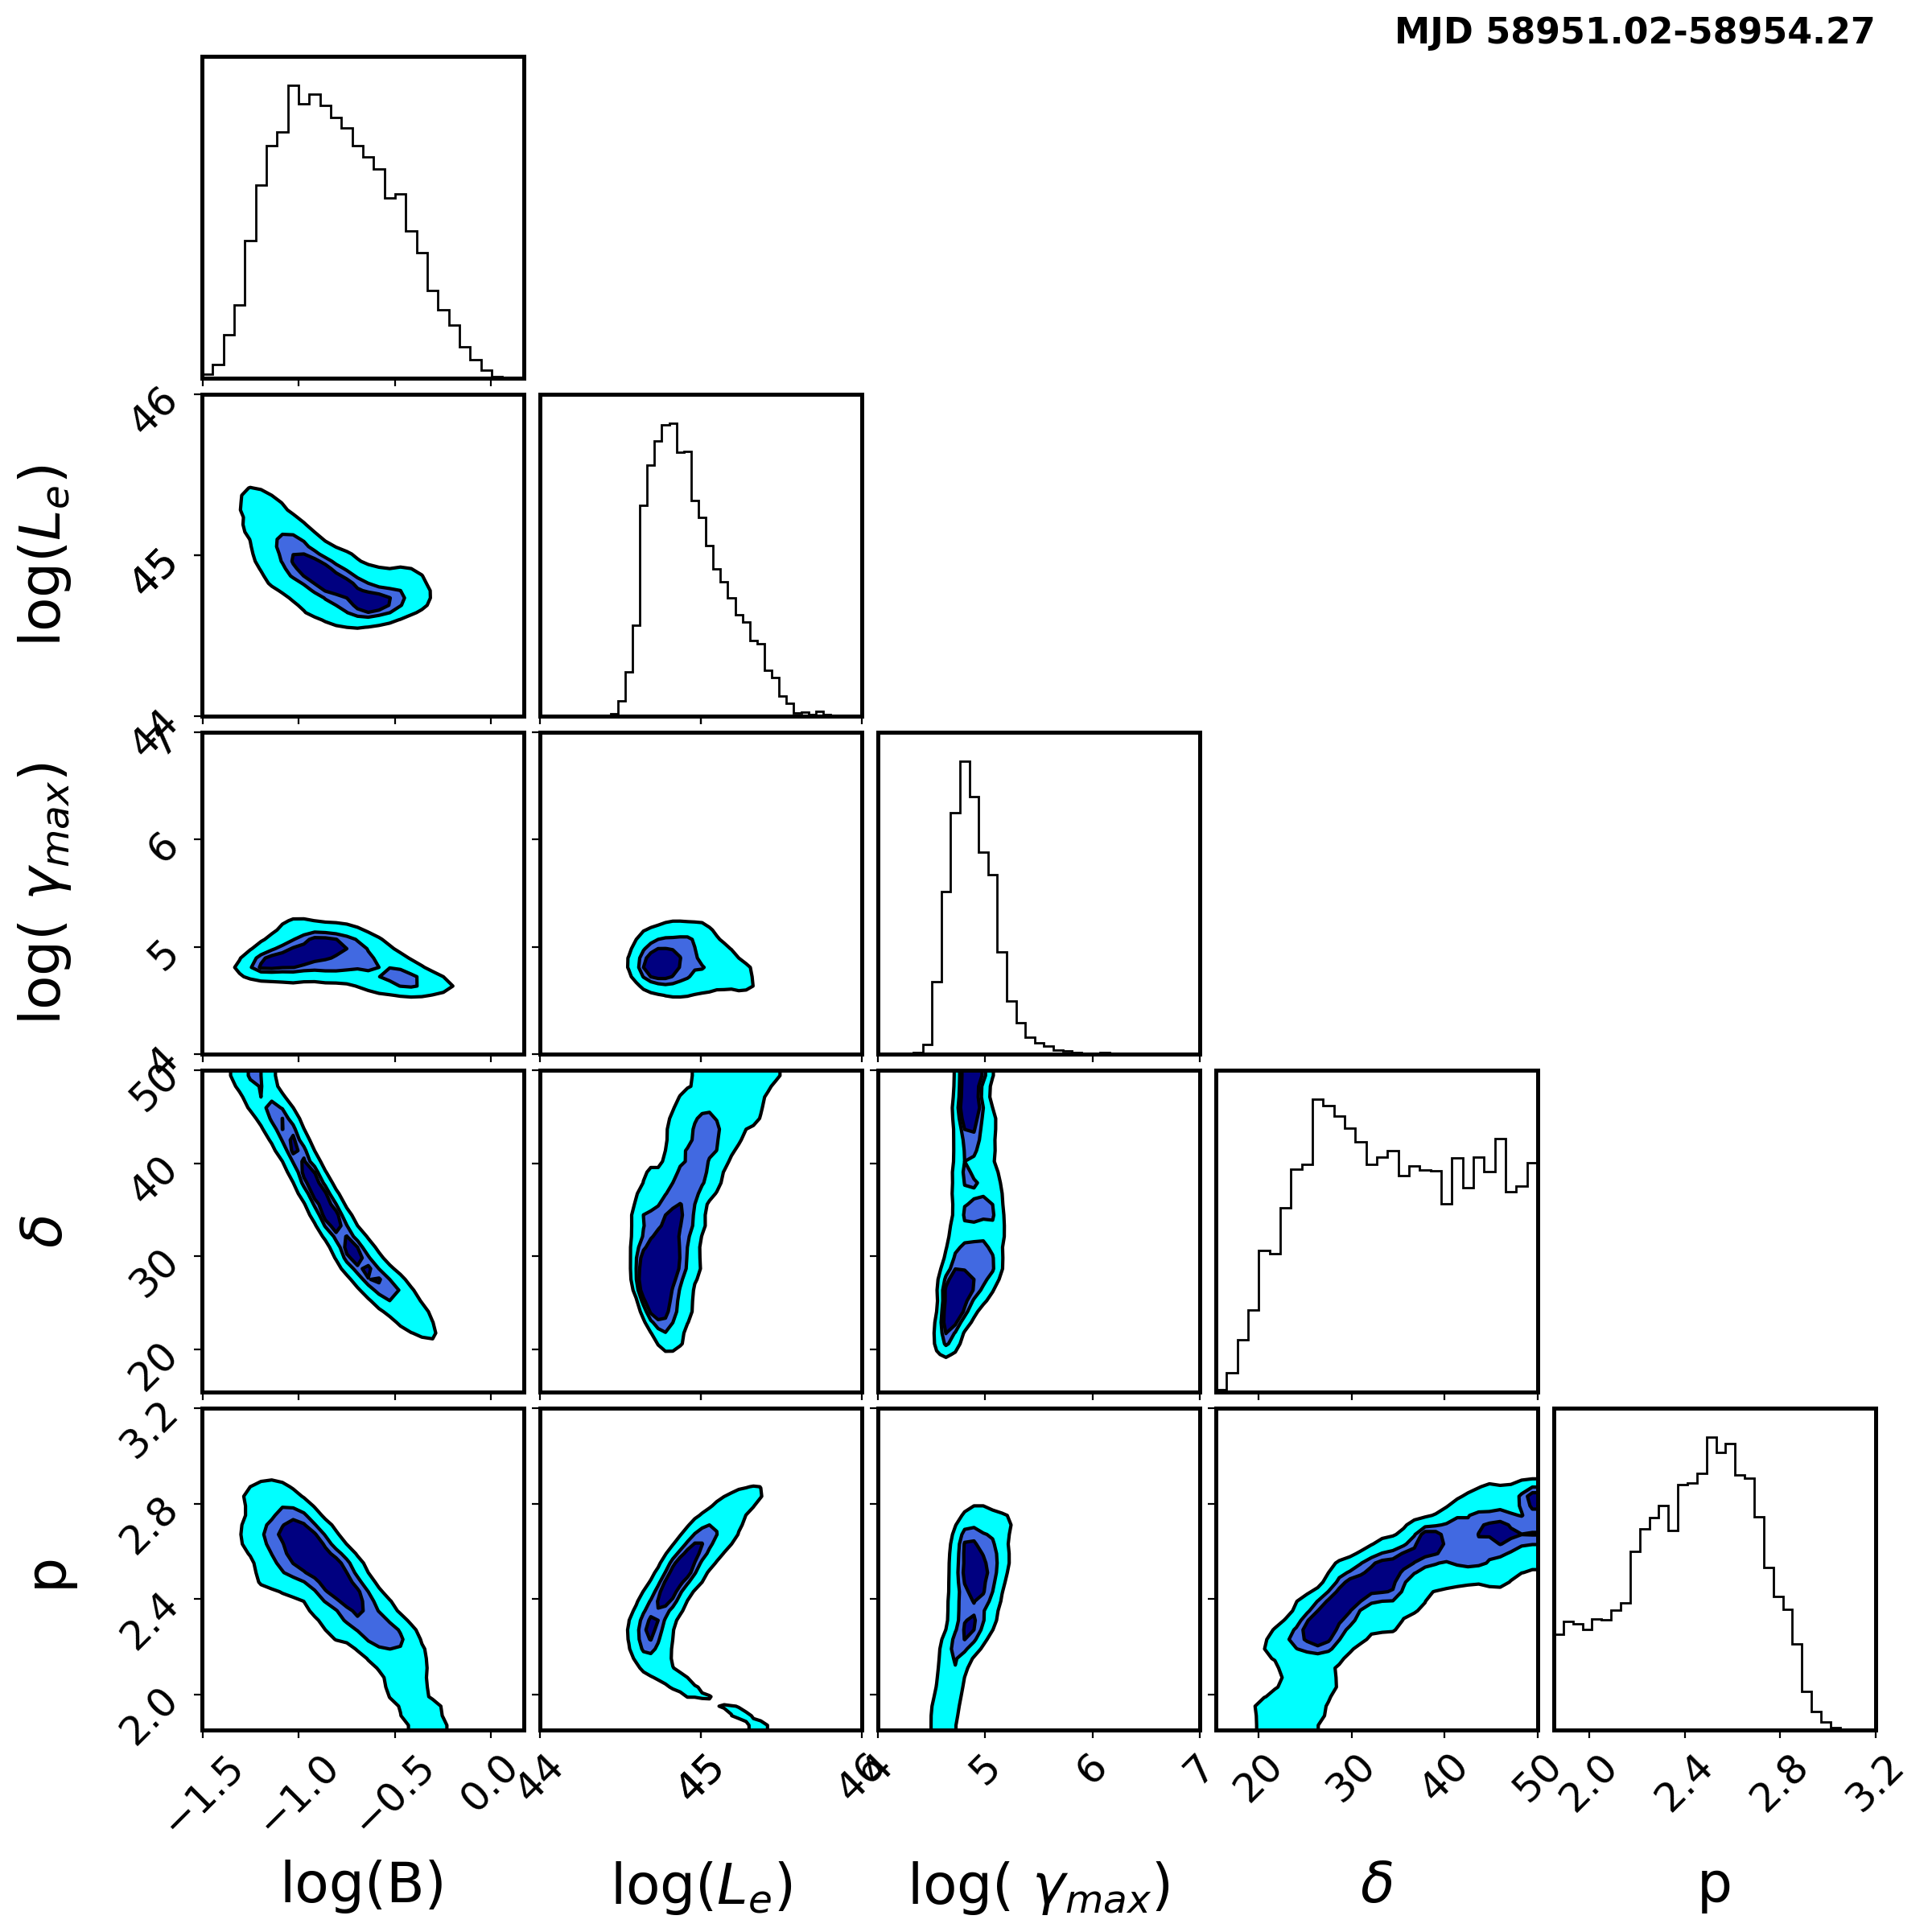 MJD 58951.02-58954.27
46
45
44
log(L_e)
7
6
5
4
log( γ_max)
50
40
30
20
δ
3.2
2.8
2.4
2.0
p
−1.5 −1.0 −0.5 0.0 44 45 46 4 5 6 7 20 30 40 50 2.0 2.4 2.8 3.2
log(B) log(L_e) log( γ_max) δ p